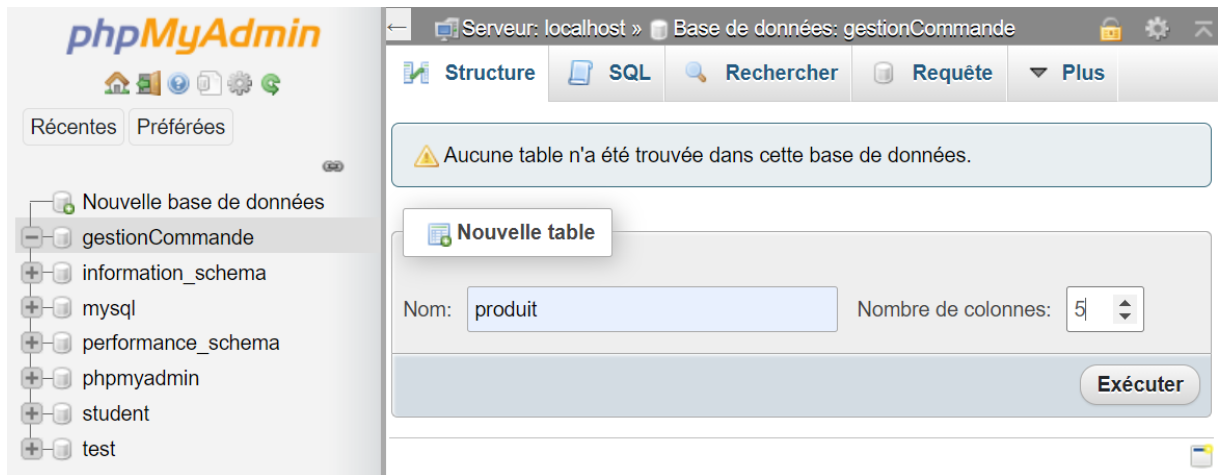 phpMyAdmin
Récentes Préférées
Nouvelle base de données
gestionCommande
information_schema
mysql
performance_schema
phpmyadmin
student
test
← Serveur: localhost » Base de données: gestionCommande
Structure SQL Rechercher Requête Plus
Aucune table n'a été trouvée dans cette base de données.
Nouvelle table
Nom: produit Nombre de colonnes: 5
Exécuter